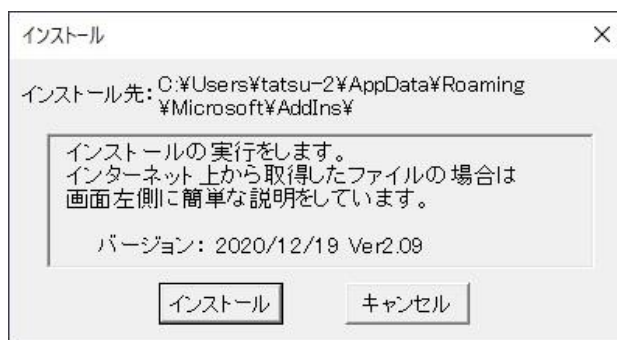 インストール
インストール先: C:¥Users¥tatsu-2¥AppData¥Roaming
¥Microsoft¥AddIns¥
インストールの実行をします。
インターネット上から取得したファイルの場合は
画面左側に簡単な説明をしています。
バージョン: 2020/12/19 Ver2.09
インストール
キャンセル